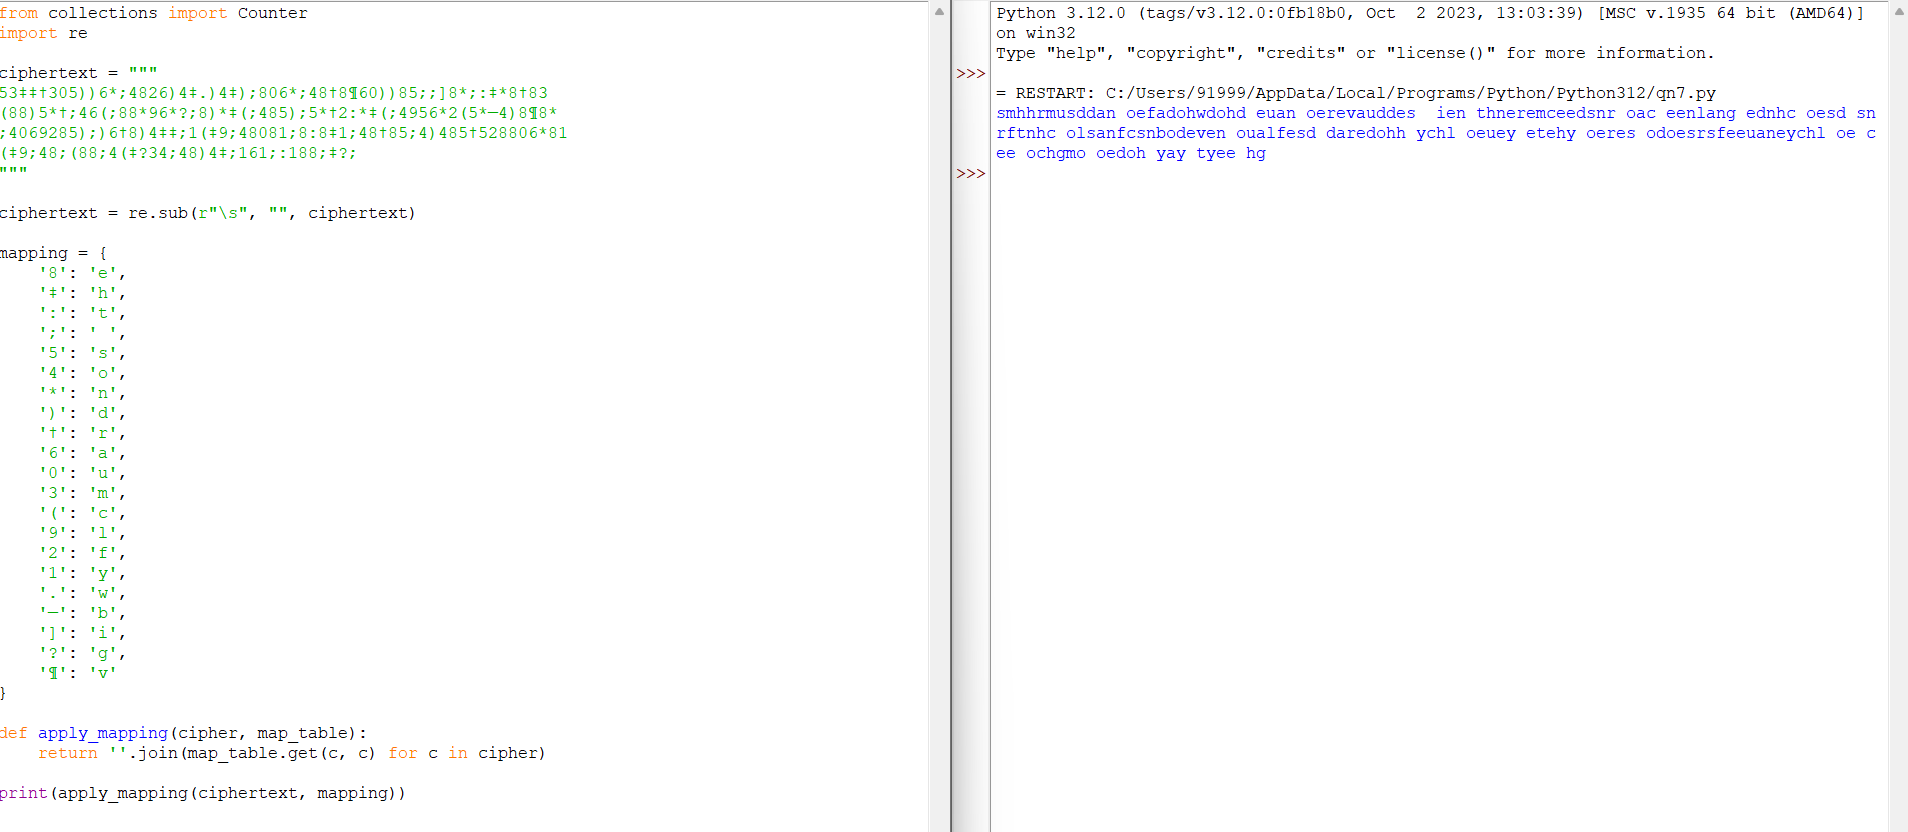 from collections import Counter
import re
ciphertext = """
53‡‡†305))6*;4826)4‡.)4‡);806*;48†8¶60))85;;]8*;:‡*8†83
(88)5*†;46(;88*96*?;8)*‡(;485);5*†2:*‡(;4956*2(5*—4)8¶8*
;4069285);)6†8)4‡‡;1(‡9;48081;8:8‡1;48†85;4)485†528806*81
(‡9;48;(88;4(‡?34;48)4‡;161;:188;‡?;
"""
ciphertext = re.sub(r"\s", "", ciphertext)
mapping = {
'8': 'e',
'‡': 'h',
':': 't',
';': ' ',
'5': 's',
'4': 'o',
'*': 'n',
')': 'd',
'†': 'r',
'6': 'a',
'0': 'u',
'3': 'm',
'(': 'c',
'9': 'l',
'2': 'f',
'1': 'y',
'.': 'w',
'—': 'b',
']': 'i',
'?': 'g',
'¶': 'v'
}
def apply_mapping(cipher, map_table):
return ''.join(map_table.get(c, c) for c in cipher)
print(apply_mapping(ciphertext, mapping))
Python 3.12.0 (tags/v3.12.0:0fb18b0, Oct  2 2023, 13:03:39) [MSC v.1935 64 bit (AMD64)]
on win32
Type "help", "copyright", "credits" or "license()" for more information.
>>>
= RESTART: C:/Users/91999/AppData/Local/Programs/Python/Python312/qn7.py
smhhrmusddan oefadohwdohd euan oerevauddes  ien thneremceedsnr oac eenlang ednhc oesd sn
rftnhc olsanfcsnbodeven oualfesd daredohh ychl oeuey etehy oeres odoesrsfeeuaneychl oe c
ee ochgmo oedoh yay tyee hg
>>>